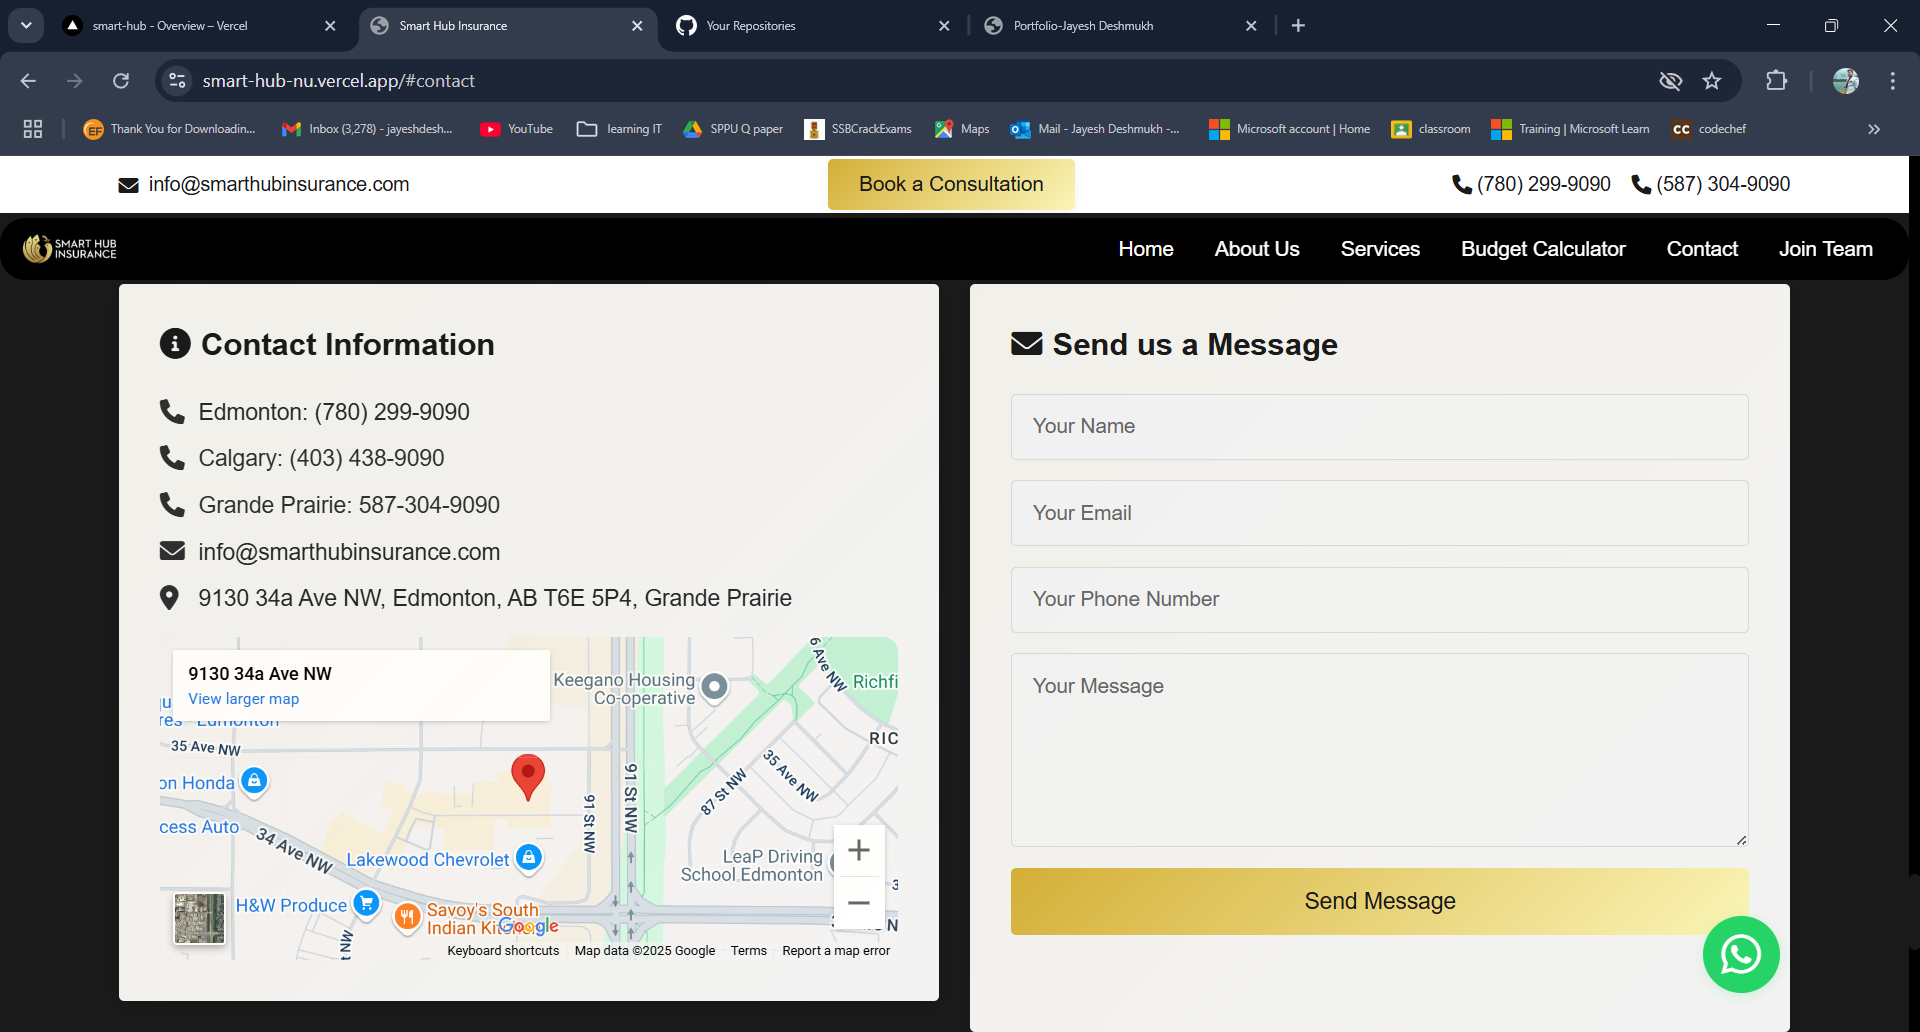 smart-hub - Overview – Vercel
Smart Hub Insurance
Your Repositories
Portfolio-Jayesh Deshmukh
smart-hub-nu.vercel.app/#contact
Thank You for Downloadin...
Inbox (3,278) - jayeshdesh...
YouTube
learning IT
SPPU Q paper
SSBCrackExams
Maps
Mail - Jayesh Deshmukh -...
Microsoft account | Home
classroom
Training | Microsoft Learn
CC codechef
info@smarthubinsurance.com
Book a Consultation
(780) 299-9090
(587) 304-9090
SMART HUB
INSURANCE
Home
About Us
Services
Budget Calculator
Contact
Join Team
Contact Information
Edmonton: (780) 299-9090
Calgary: (403) 438-9090
Grande Prairie: 587-304-9090
info@smarthubinsurance.com
9130 34a Ave NW, Edmonton, AB T6E 5P4, Grande Prairie
9130 34a Ave NW
View larger map
Keegano Housing
Co-operative
Richfi
RIC
35 Ave NW
on Honda
cess Auto
34 Ave NW
Lakewood Chevrolet
91 St NW
91 St NW
87 St NW
35 Ave NW
6 Ave NW
LeaP Driving
School Edmonton
H&W Produce
Savoy's South
Indian
Google
Keyboard shortcuts
Map data ©2025 Google
Terms
Report a map error
Send us a Message
Your Name
Your Email
Your Phone Number
Your Message
Send Message